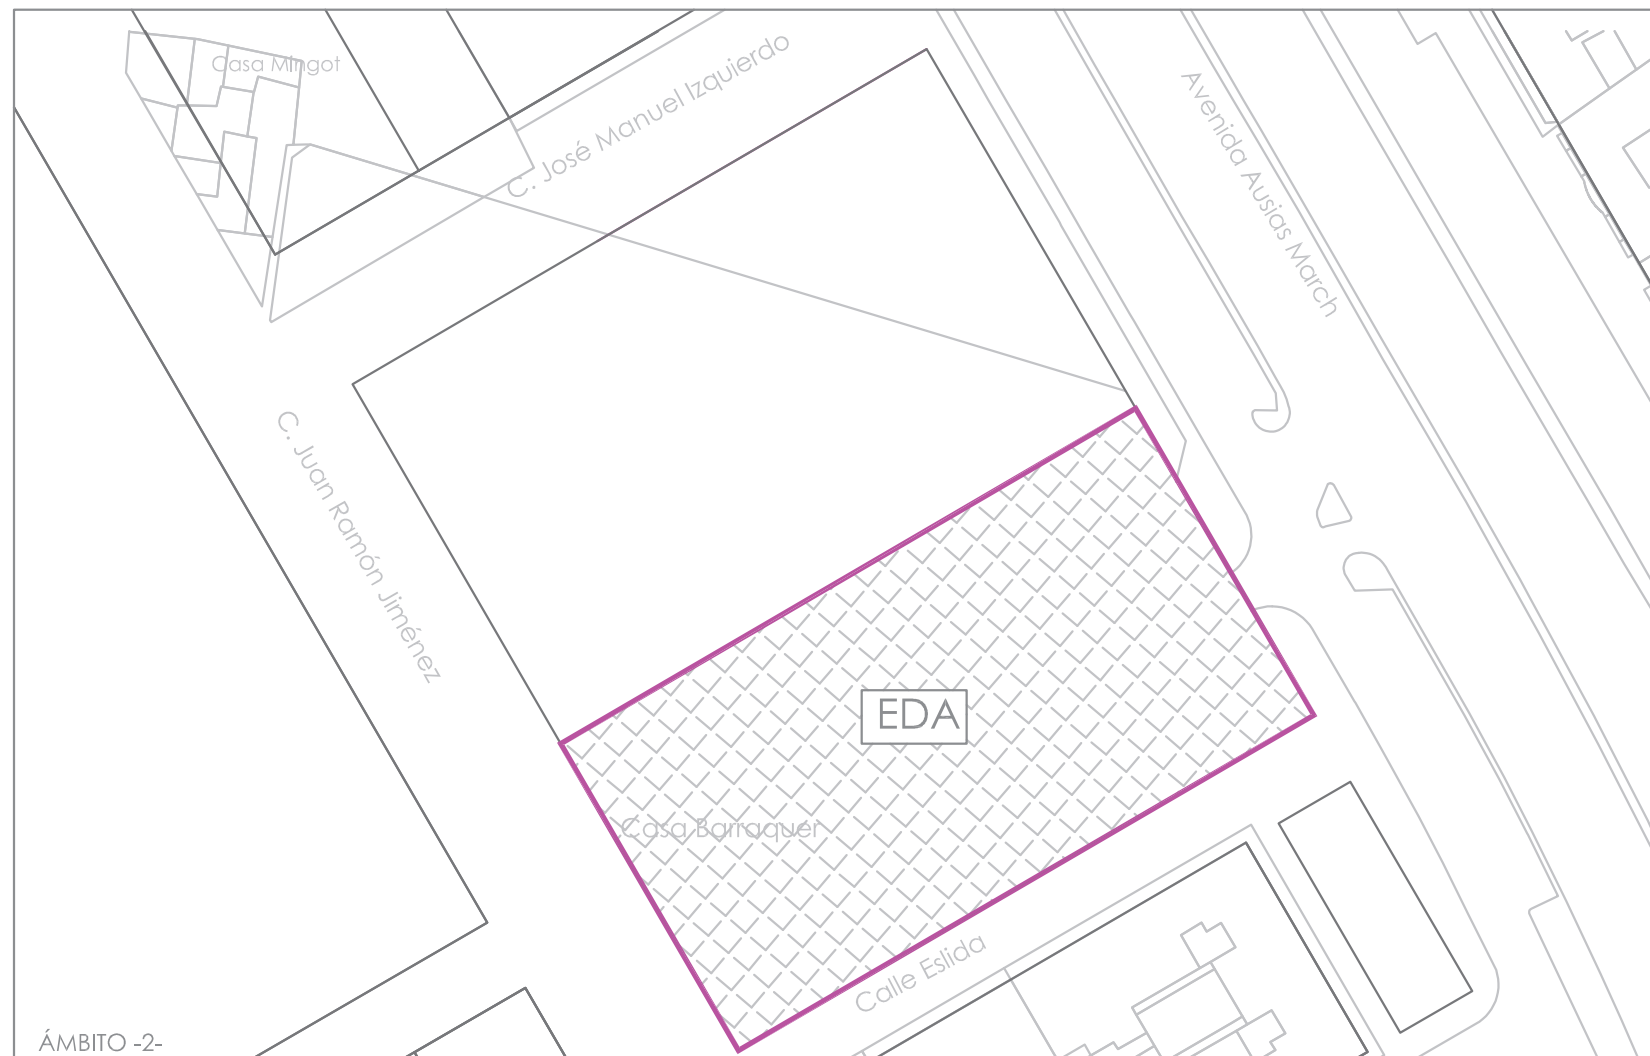 Casa Mingot
C. José Manuel Izquierdo
Avenida Ausias March
C. Juan Ramón Jiménez
EDA
Casa Barraquer
Calle Eslida
ÁMBITO -2-